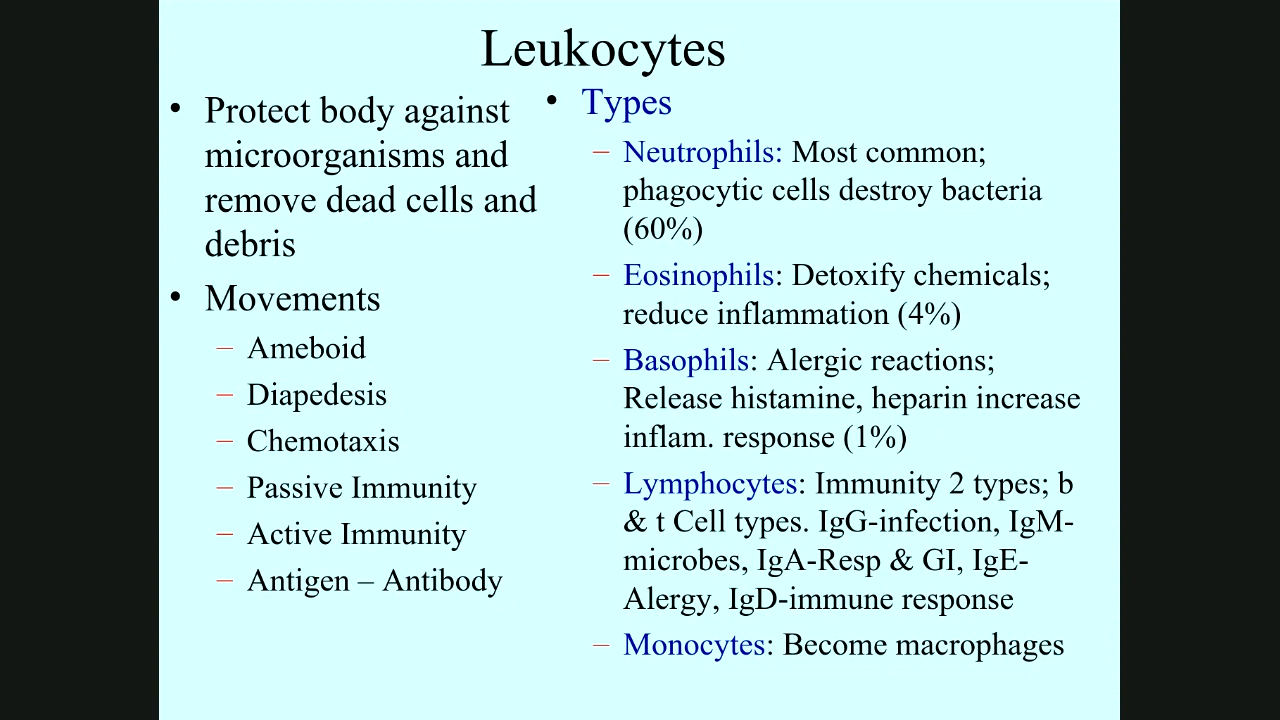 Leukocytes
• Protect body against
microorganisms and
remove dead cells and
debris
• Movements
– Ameboid
– Diapedesis
– Chemotaxis
– Passive Immunity
– Active Immunity
– Antigen – Antibody
• Types
– Neutrophils: Most common;
phagocytic cells destroy bacteria
(60%)
– Eosinophils: Detoxify chemicals;
reduce inflammation (4%)
– Basophils: Alergic reactions;
Release histamine, heparin increase
inflam. response (1%)
– Lymphocytes: Immunity 2 types; b
& t Cell types. IgG-infection, IgM-
microbes, IgA-Resp & GI, IgE-
Alergy, IgD-immune response
– Monocytes: Become macrophages